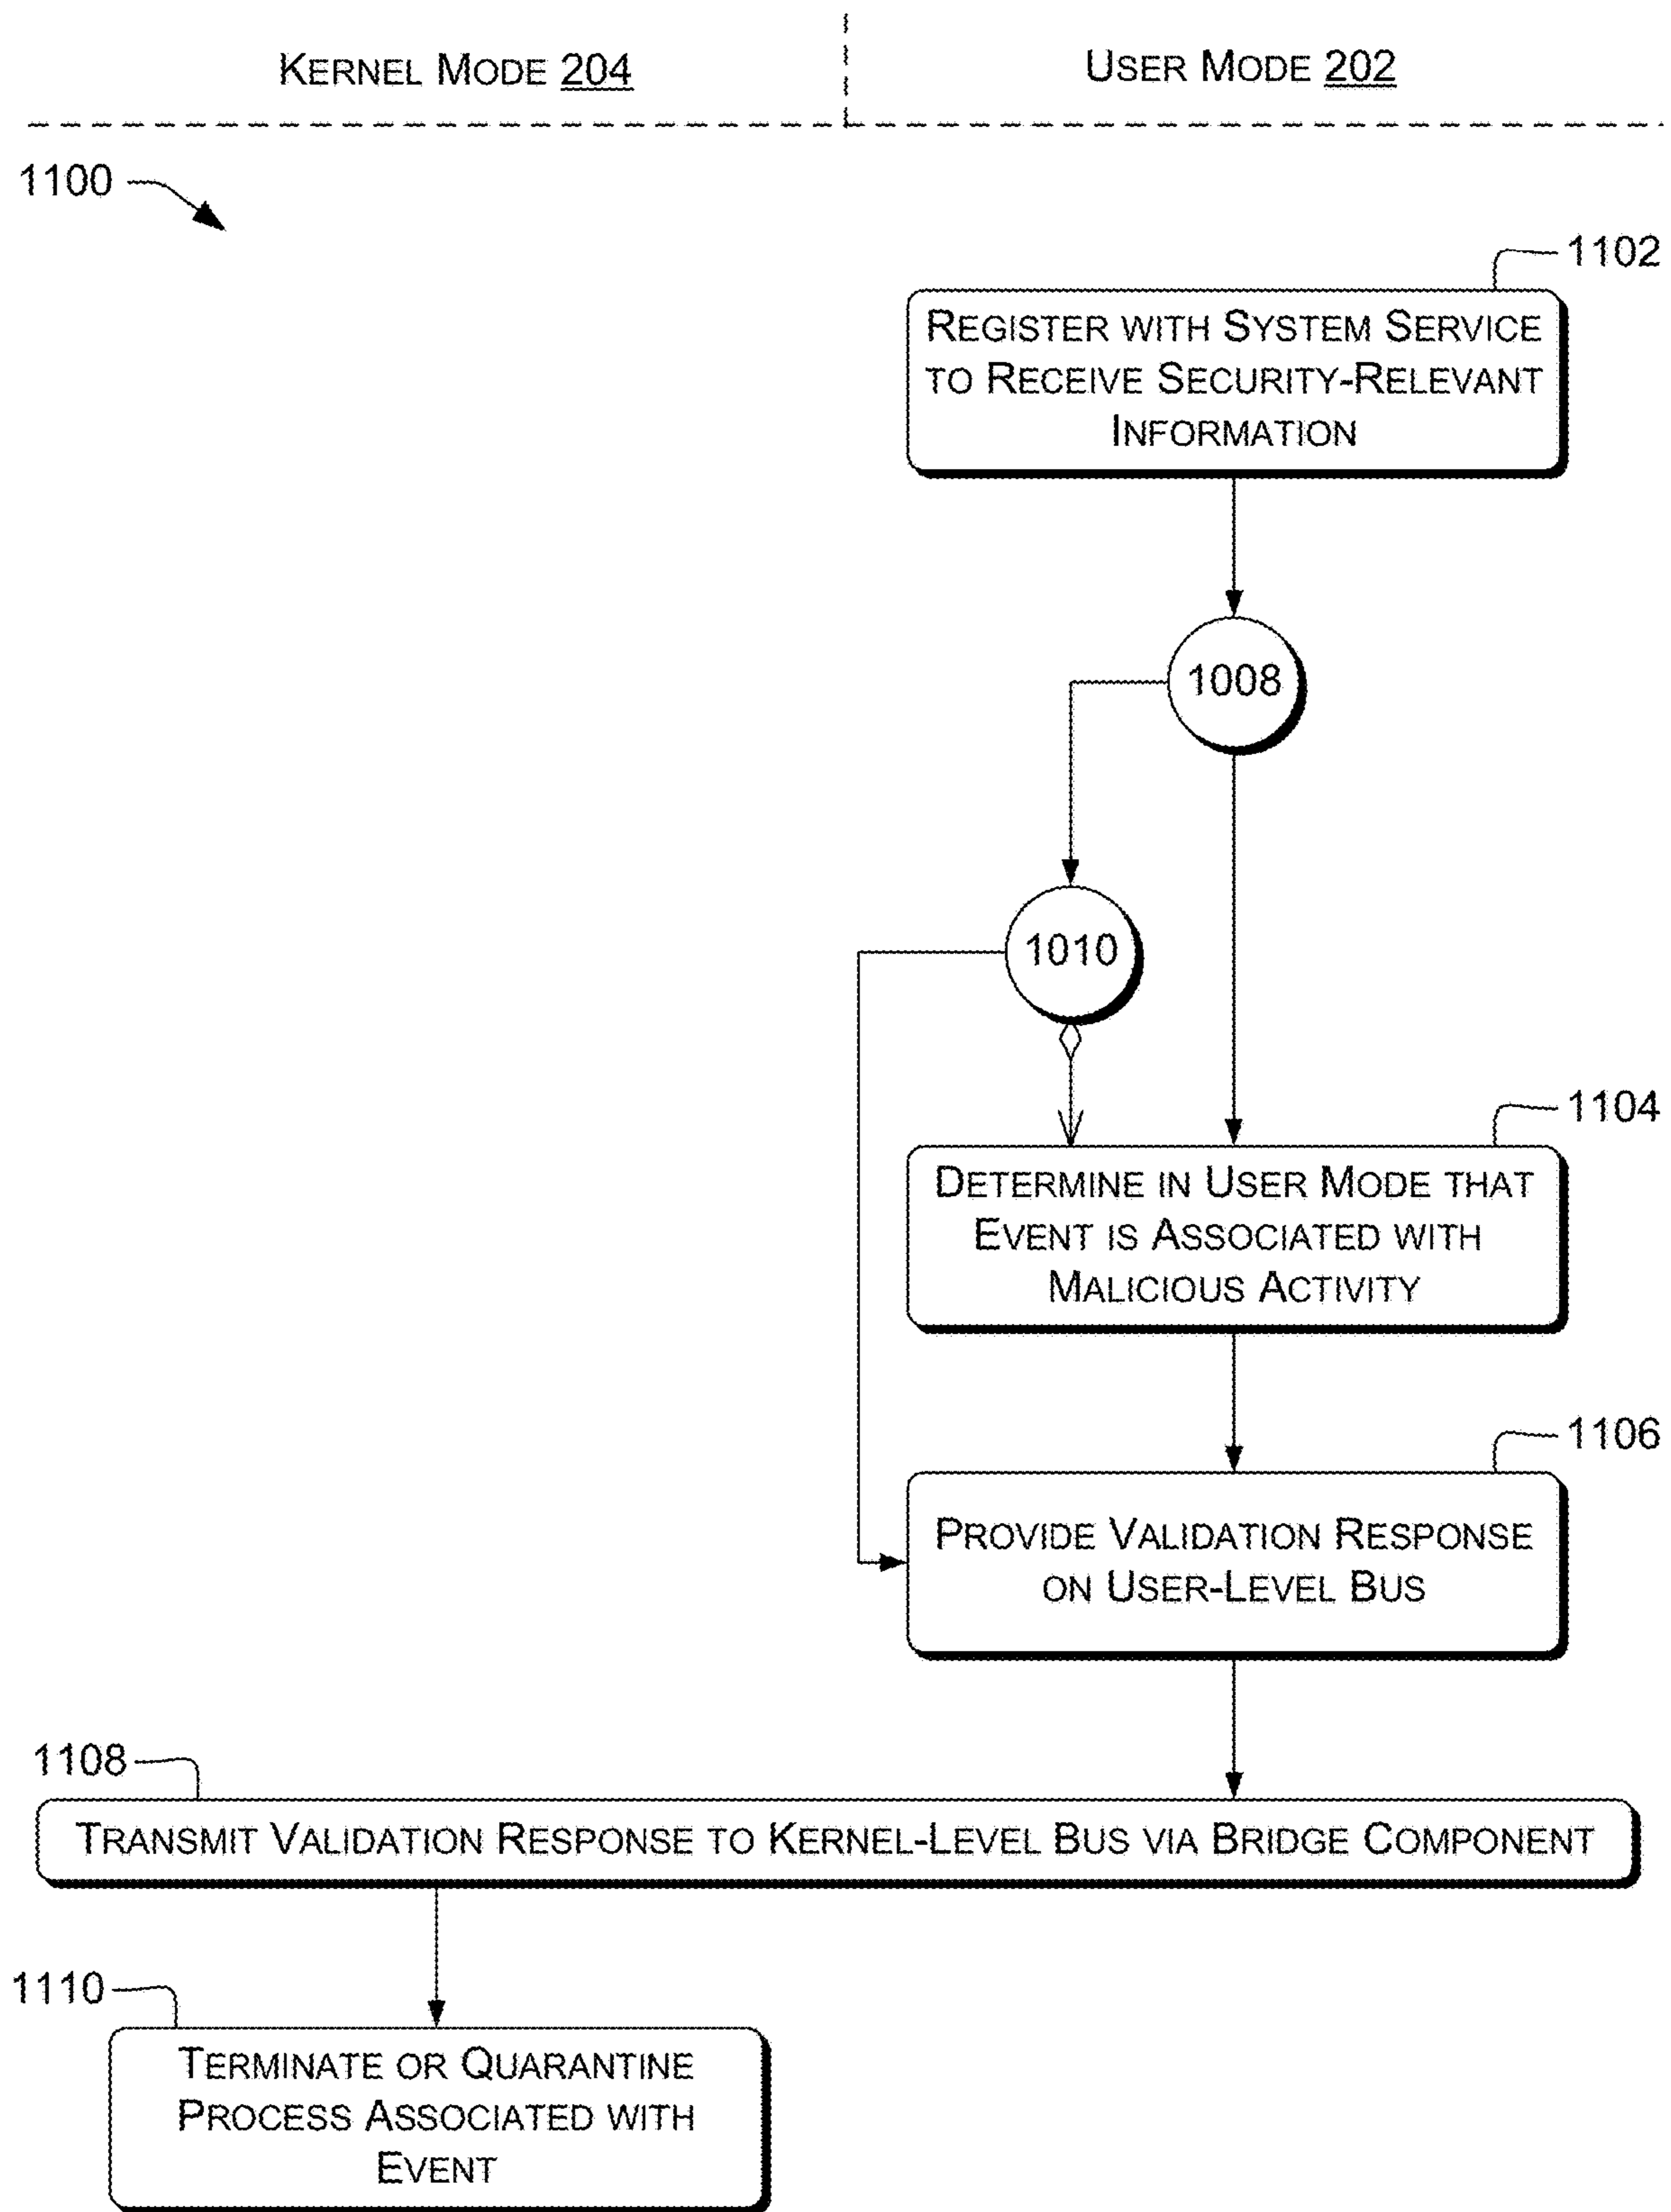 KERNEL MODE 204
USER MODE 202
1100
1102
REGISTER WITH SYSTEM SERVICE
TO RECEIVE SECURITY-RELEVANT
INFORMATION
1008
1010
1104
DETERMINE IN USER MODE THAT
EVENT IS ASSOCIATED WITH
MALICIOUS ACTIVITY
1106
PROVIDE VALIDATION RESPONSE
ON USER-LEVEL BUS
1108
TRANSMIT VALIDATION RESPONSE TO KERNEL-LEVEL BUS VIA BRIDGE COMPONENT
1110
TERMINATE OR QUARANTINE
PROCESS ASSOCIATED WITH
EVENT